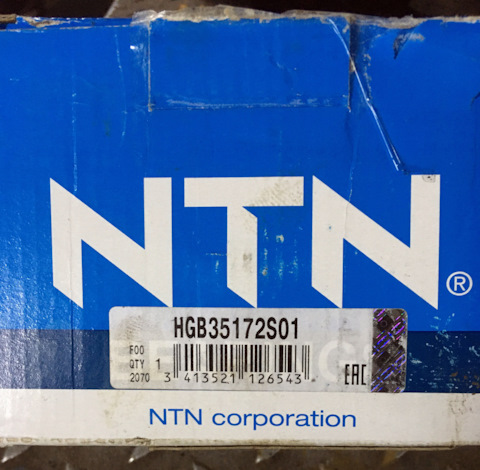 NTN®
HGB35172S01
F00
QTY 1
2070 3 413521 126543
EAC
NTN corporation